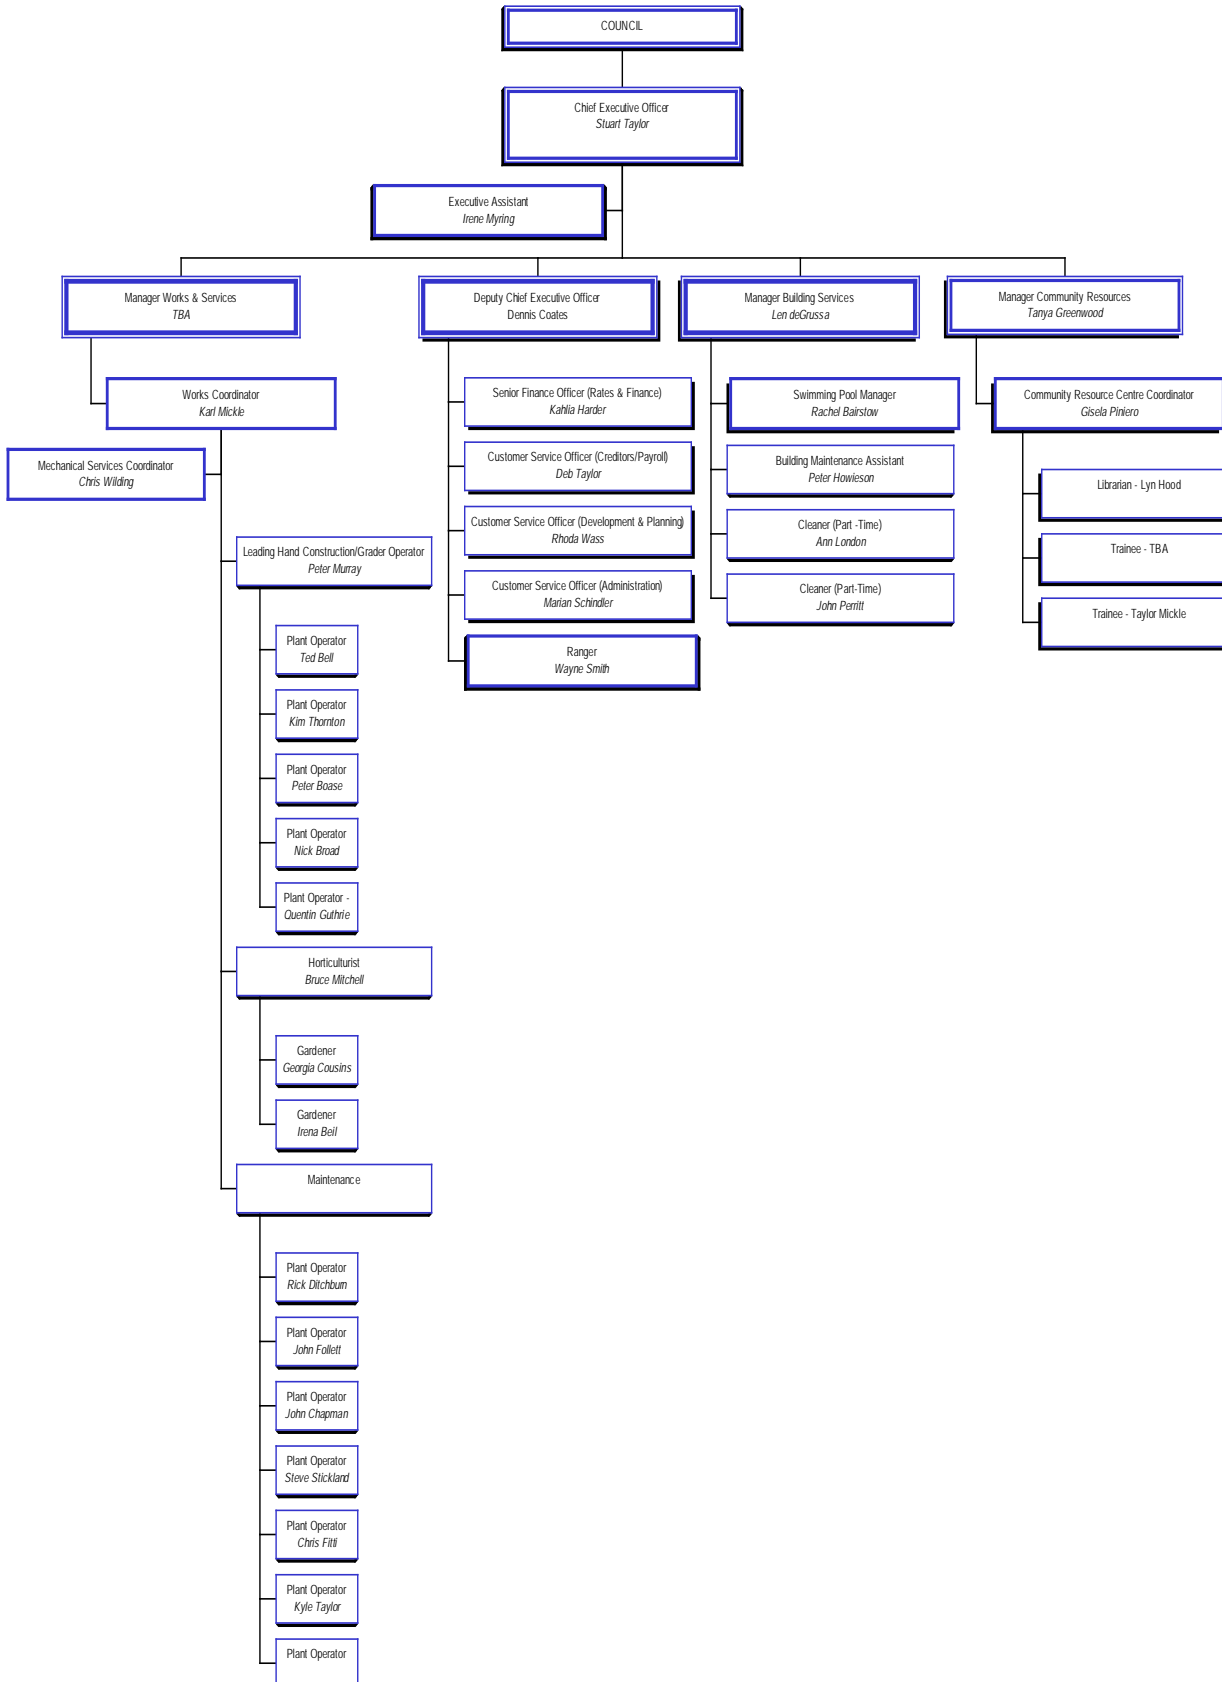 COUNCIL
Chief Executive Officer
Stuart Taylor
Executive Assistant
Irene Myring
Manager Works & Services
TBA
Deputy Chief Executive Officer
Dennis Coates
Manager Building Services
Len deGrussa
Manager Community Resources
Tanya Greenwood
Works Coordinator
Karl Mickle
Mechanical Services Coordinator
Chris Wilding
Leading Hand Construction/Grader Operator
Peter Murray
Plant Operator
Ted Bell
Plant Operator
Kim Thornton
Plant Operator
Peter Boase
Plant Operator
Nick Broad
Plant Operator -
Quentin Guthrie
Horticulturist
Bruce Mitchell
Gardener
Georgia Cousins
Gardener
Irena Beil
Maintenance
Plant Operator
Rick Ditchburn
Plant Operator
John Follett
Plant Operator
John Chapman
Plant Operator
Steve Stickland
Plant Operator
Chris Fitti
Plant Operator
Kyle Taylor
Plant Operator
Senior Finance Officer (Rates & Finance)
Kahlia Harder
Customer Service Officer (Creditors/Payroll)
Deb Taylor
Customer Service Officer (Development & Planning)
Rhoda Wass
Customer Service Officer (Administration)
Marian Schindler
Ranger
Wayne Smith
Swimming Pool Manager
Rachel Bairstow
Building Maintenance Assistant
Peter Howieson
Cleaner (Part -Time)
Ann London
Cleaner (Part-Time)
John Perritt
Community Resource Centre Coordinator
Gisela Piniero
Librarian - Lyn Hood
Trainee - TBA
Trainee - Taylor Mickle